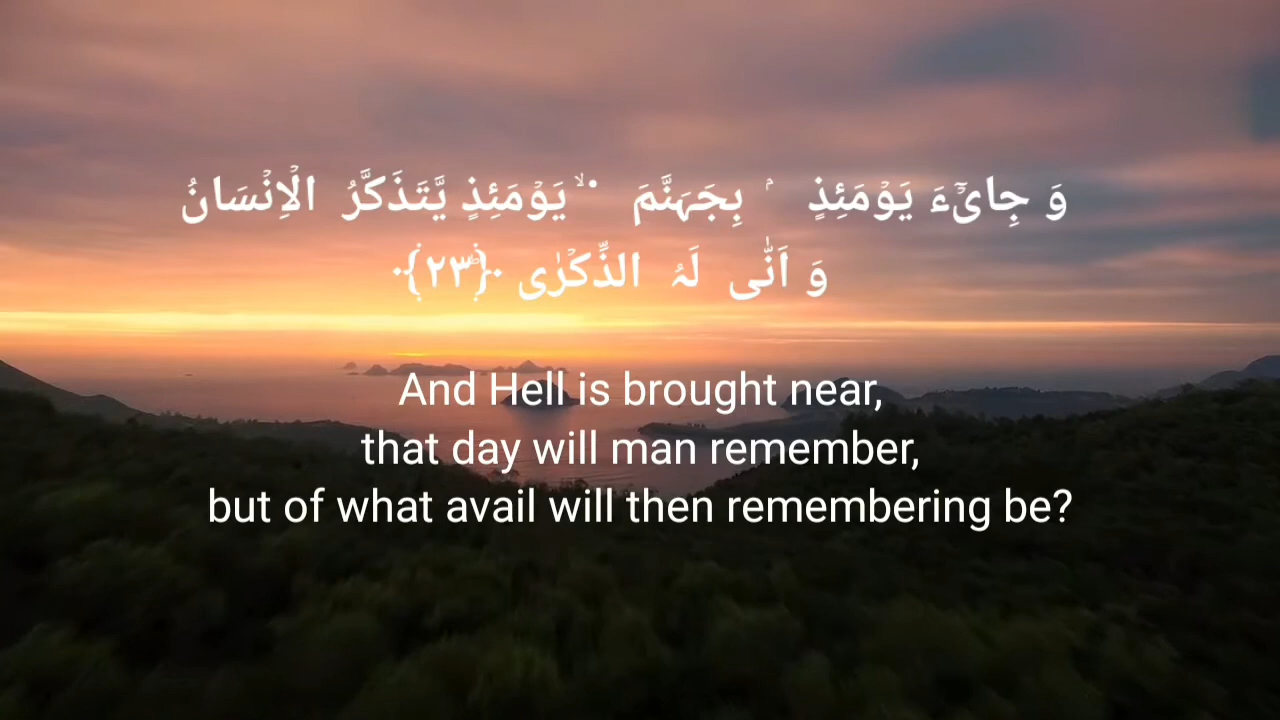 وَ جِایْٓءَ یَوْمَئِذٍۭ بِجَہَنَّمَ ۬ۙ یَوْمَئِذٍ یَّتَذَکَّرُ الْاِنْسَانُ
وَ اَنّٰی لَہُ الذِّکْرٰی ﴿ؕ۲۳﴾
And Hell is brought near,
that day will man remember,
but of what avail will then remembering be?